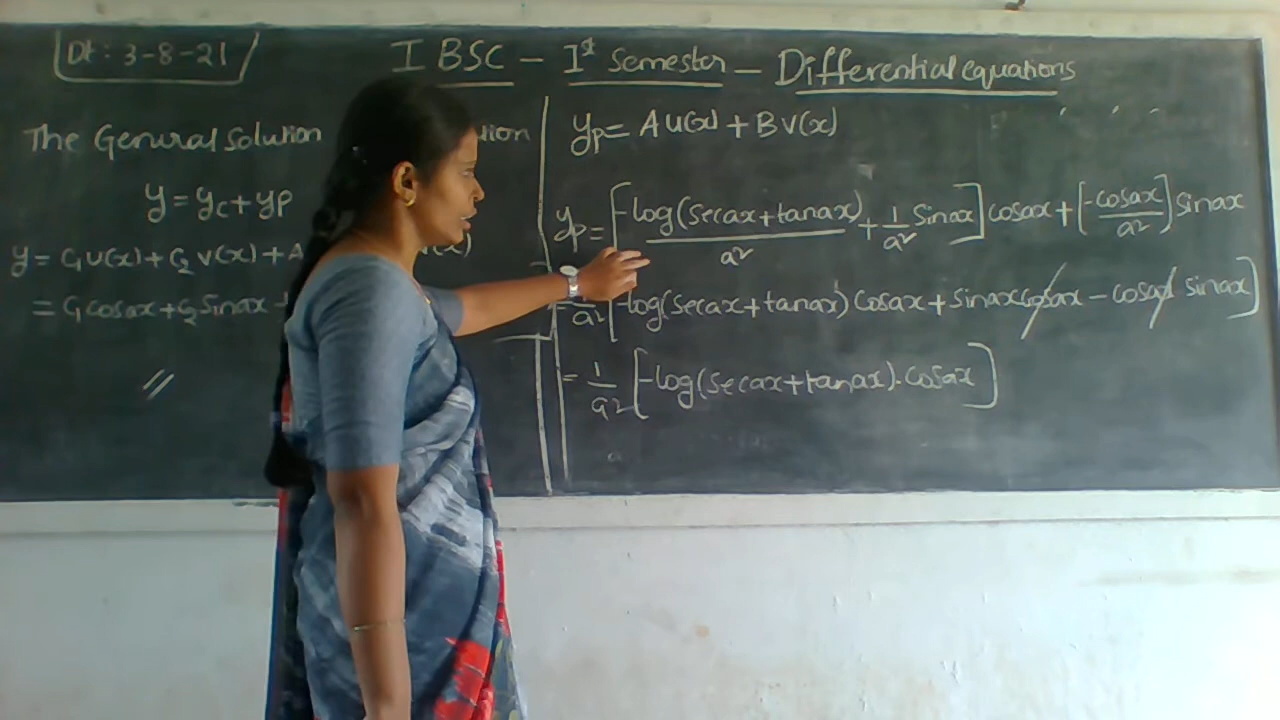 Dt: 3-8-21
I BSC - Ist Semester - Differential equations
The General Solution
y = yc + yp
y = C1 U(x) + C2 V(x) + A
= C1 cosax + C2 Sinax
//
yp = A U(x) + B V(x)
yp = [-log(secax+tanax)/a² + 1/a² sinax] cosax + [-cosax/a²] sinax
= 1/a² [-log(secax+tanax) Cosax + Sinax cosax - cosax sinax]
= 1/a² [-log(secax+tanax). cosax]